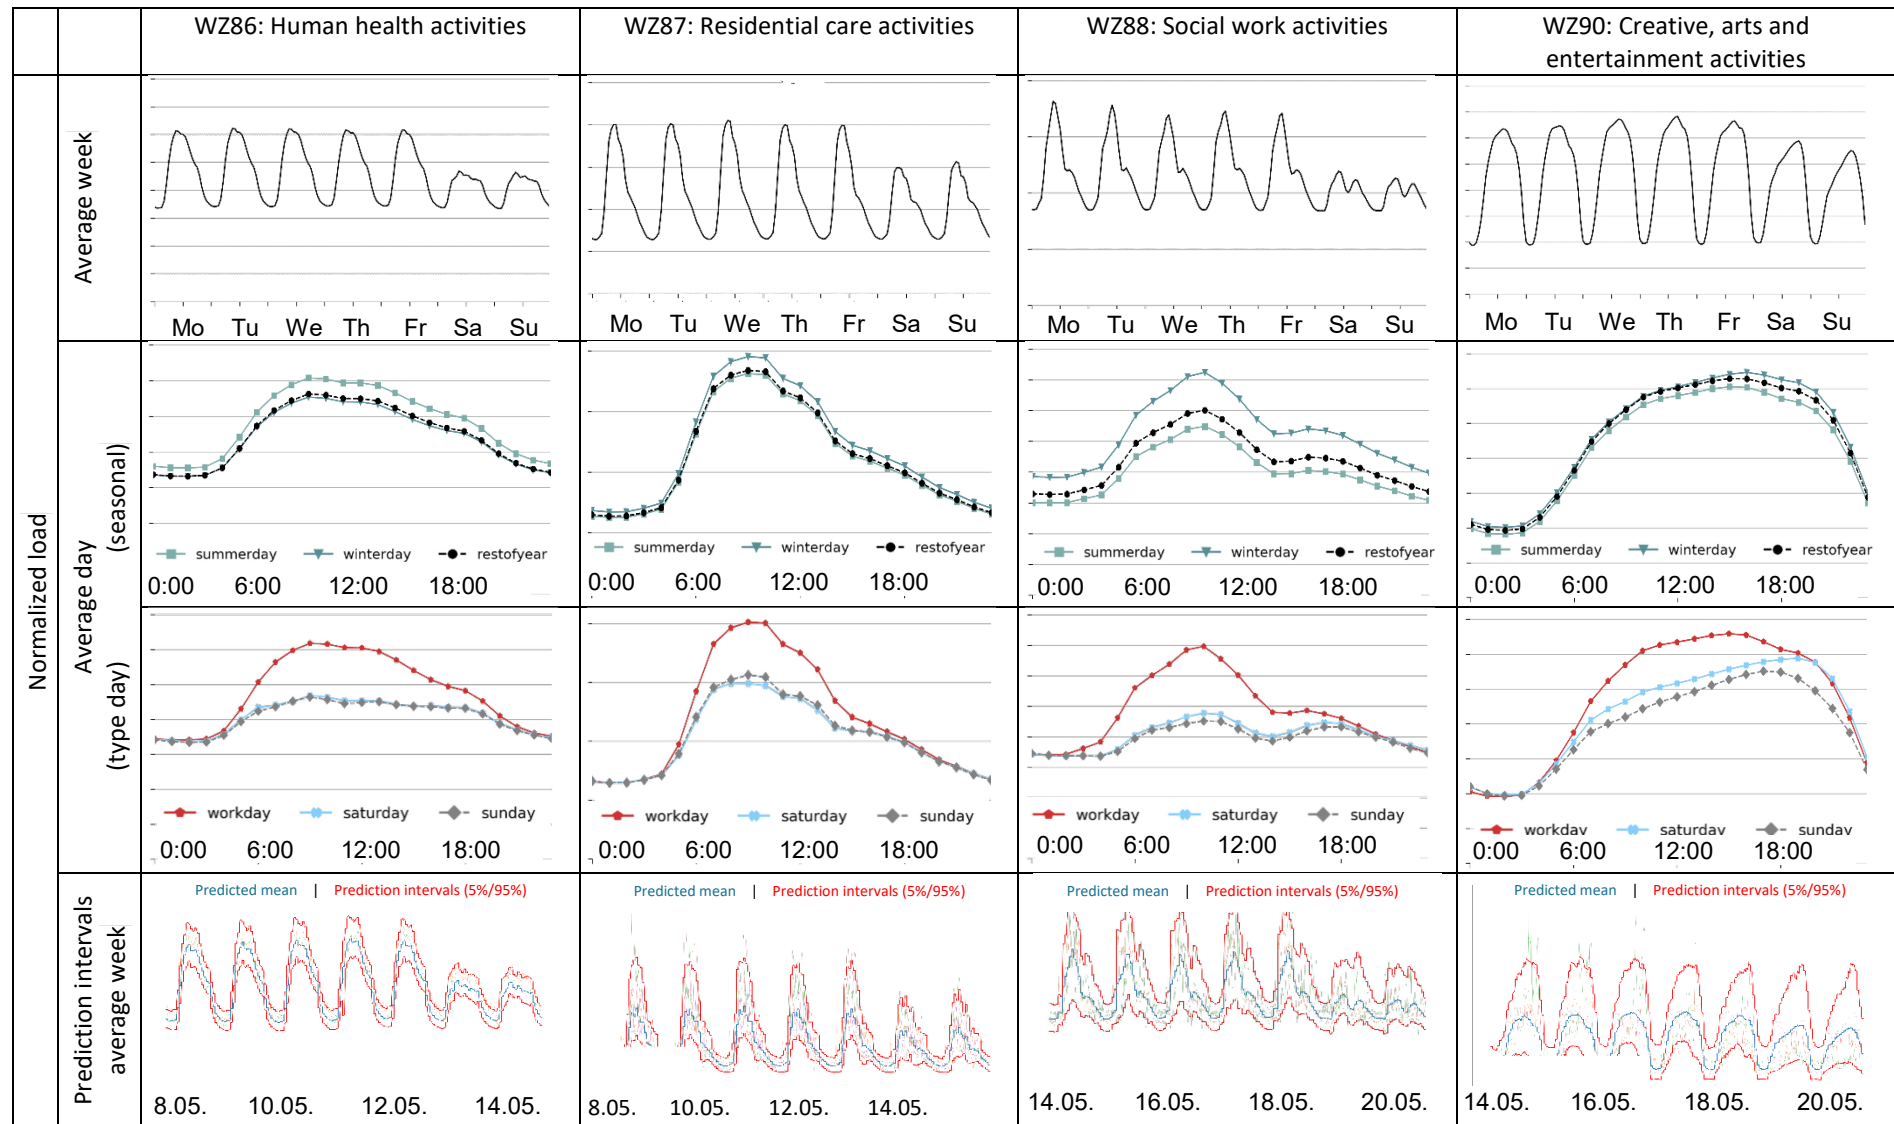 WZ86: Human health activities
WZ87: Residential care activities
WZ88: Social work activities
WZ90: Creative, arts and
entertainment activities
Normalized load
Average week
Mo Tu We Th Fr Sa Su
Mo Tu We Th Fr Sa Su
Mo Tu We Th Fr Sa Su
Mo Tu We Th Fr Sa Su
Average day
(seasonal)
summerday winterday restofyear
0:00 6:00 12:00 18:00
summerday winterday restofyear
0:00 6:00 12:00 18:00
summerday winterday restofyear
0:00 6:00 12:00 18:00
summerday winterday restofyear
0:00 6:00 12:00 18:00
(type day)
workday saturday sunday
0:00 6:00 12:00 18:00
workday saturday sunday
0:00 6:00 12:00 18:00
workday saturday sunday
0:00 6:00 12:00 18:00
workday saturday sunday
0:00 6:00 12:00 18:00
Prediction intervals
average week
Predicted mean | Prediction intervals (5%/95%)
8.05. 10.05. 12.05. 14.05.
Predicted mean | Prediction intervals (5%/95%)
8.05. 10.05. 12.05. 14.05.
Predicted mean | Prediction intervals (5%/95%)
14.05. 16.05. 18.05. 20.05.
Predicted mean | Prediction intervals (5%/95%)
14.05. 16.05. 18.05. 20.05.